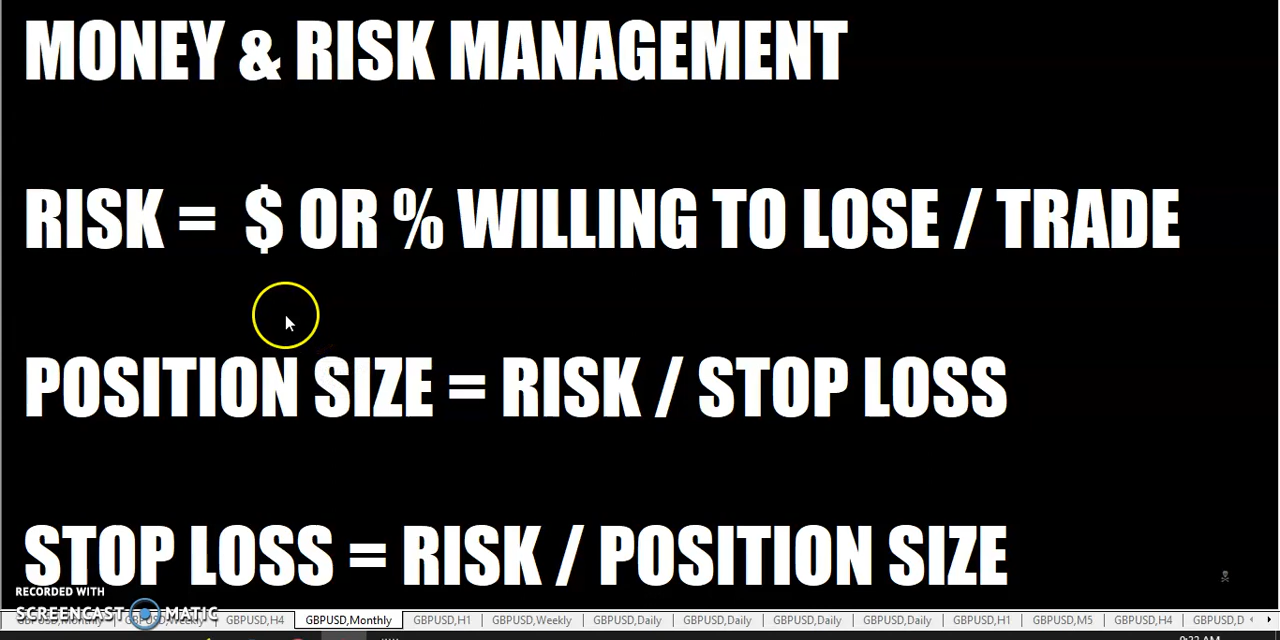 MONEY & RISK MANAGEMENT
RISK = $ OR % WILLING TO LOSE / TRADE
POSITION SIZE = RISK / STOP LOSS
STOP LOSS = RISK / POSITION SIZE
RECORDED WITH
SCREENCAST MATIC
GBPUSD,H4 GBPUSD,Monthly GBPUSD,H1 GBPUSD,Weekly GBPUSD,Daily GBPUSD,Daily GBPUSD,Daily GBPUSD,Daily GBPUSD,H1 GBPUSD,M5 GBPUSD,H4 GBPUSD,D